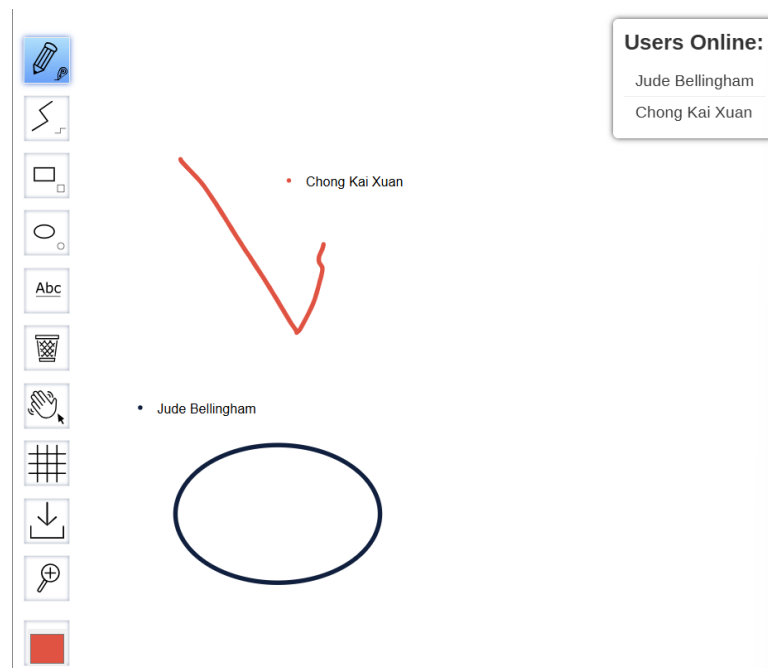 Users Online:
Jude Bellingham
Chong Kai Xuan
Chong Kai Xuan
Abc
Jude Bellingham